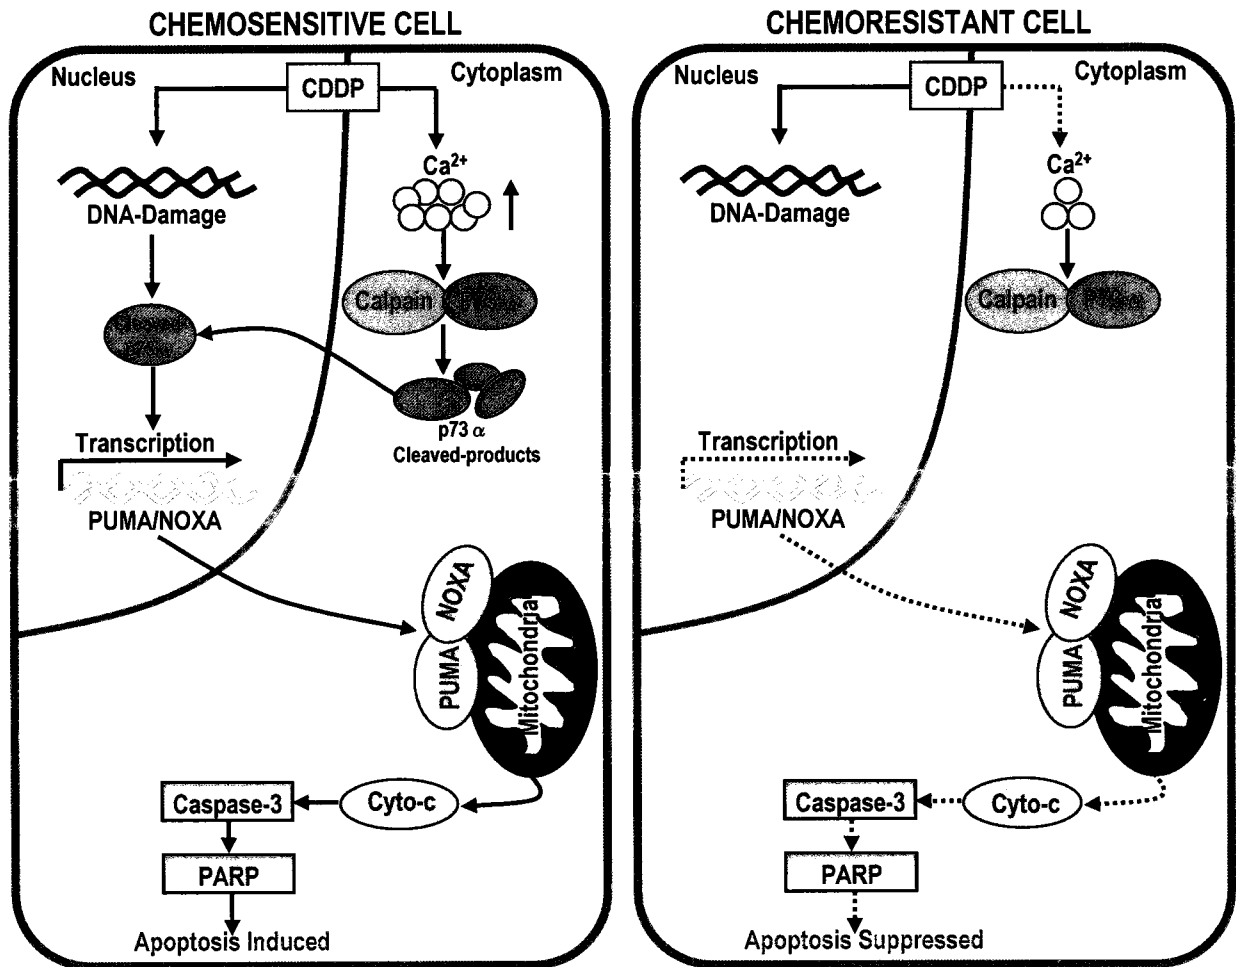 CHEMOSENSITIVE CELL
Nucleus
CDDP
Cytoplasm
Ca²⁺
DNA-Damage
Calpain
Cleaved
p73 α
Cleaved-products
Transcription
PUMA/NOXA
NOXA
PUMA
Mitochondria
Caspase-3
Cyto-c
PARP
Apoptosis Induced
CHEMORESISTANT CELL
Nucleus
CDDP
Cytoplasm
Ca²⁺
DNA-Damage
Calpain
Transcription
PUMA/NOXA
NOXA
PUMA
Mitochondria
Caspase-3
Cyto-c
PARP
Apoptosis Suppressed